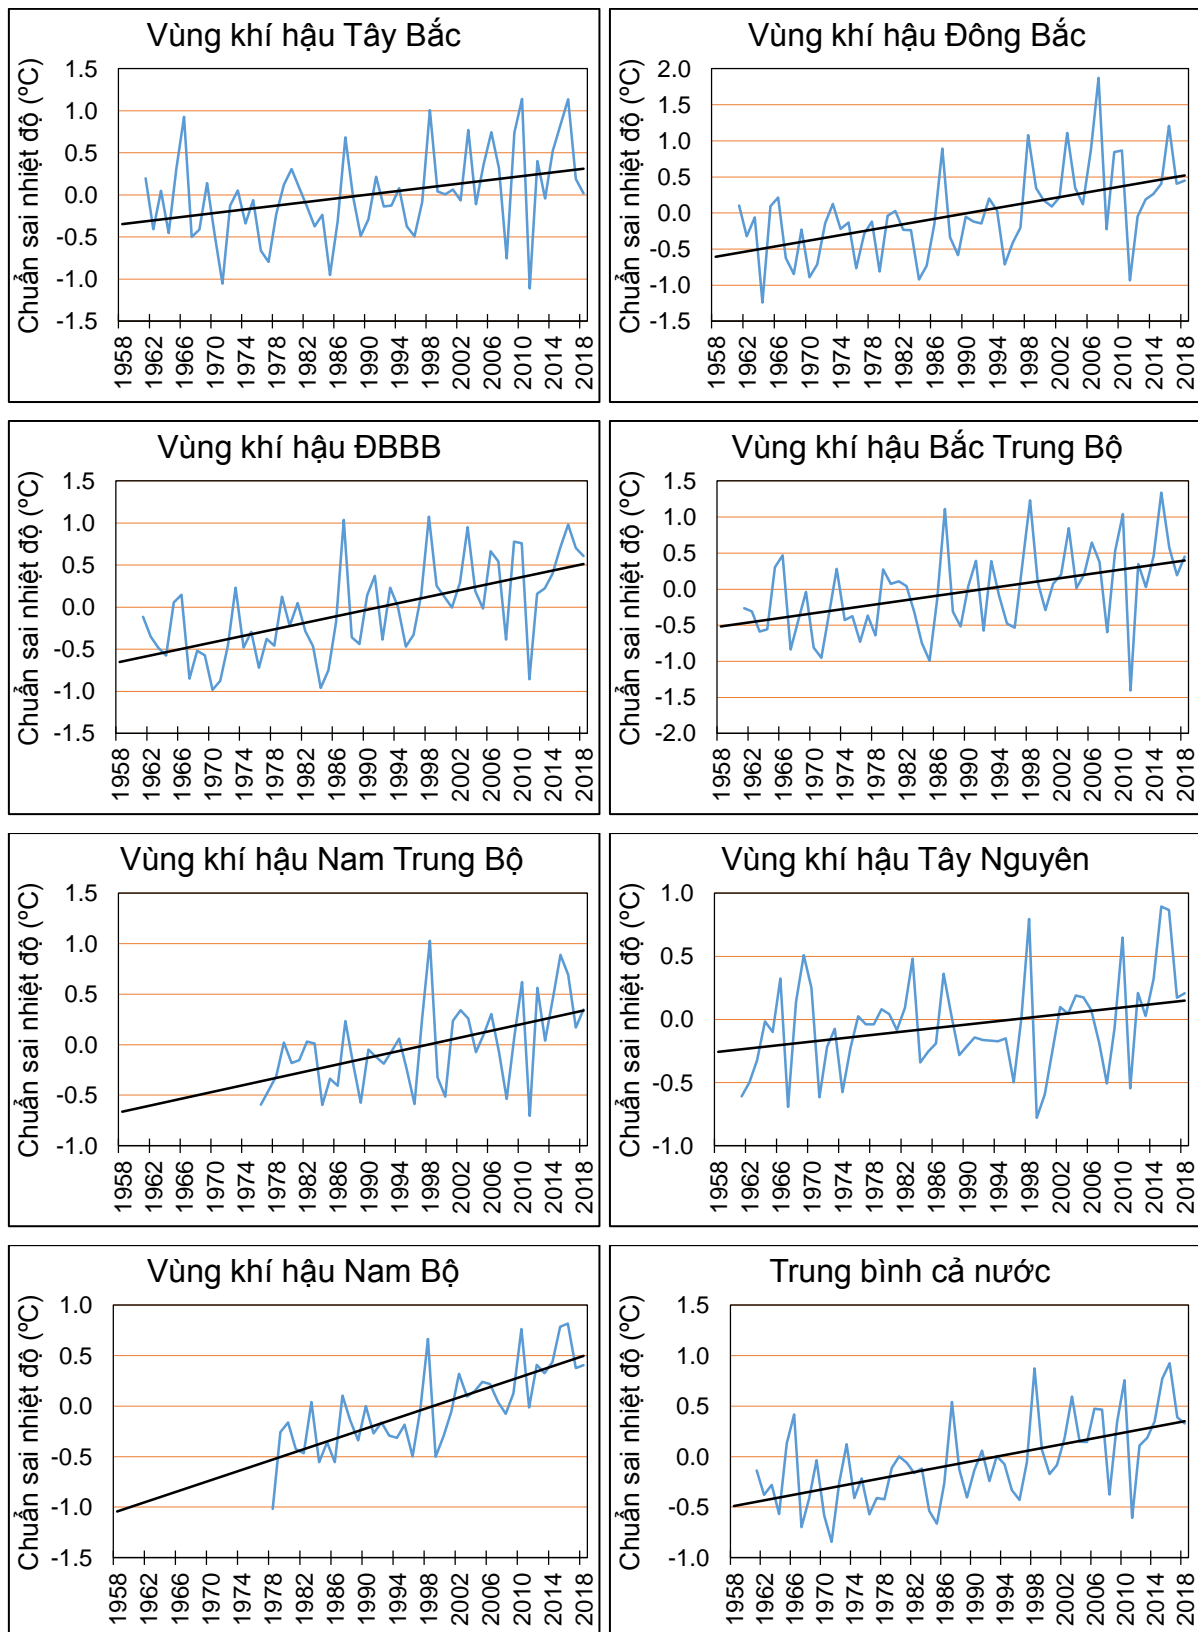 Vùng khí hậu Tây Bắc
Chuẩn sai nhiệt độ (ºC)
1.5
1.0
0.5
0.0
-0.5
-1.0
-1.5
1958 1962 1966 1970 1974 1978 1982 1986 1990 1994 1998 2002 2006 2010 2014 2018
Vùng khí hậu Đông Bắc
Chuẩn sai nhiệt độ (ºC)
2.0
1.5
1.0
0.5
0.0
-0.5
-1.0
-1.5
1958 1962 1966 1970 1974 1978 1982 1986 1990 1994 1998 2002 2006 2010 2014 2018
Vùng khí hậu ĐBBB
Chuẩn sai nhiệt độ (ºC)
1.5
1.0
0.5
0.0
-0.5
-1.0
-1.5
1958 1962 1966 1970 1974 1978 1982 1986 1990 1994 1998 2002 2006 2010 2014 2018
Vùng khí hậu Bắc Trung Bộ
Chuẩn sai nhiệt độ (ºC)
1.5
1.0
0.5
0.0
-0.5
-1.0
-1.5
-2.0
1958 1962 1966 1970 1974 1978 1982 1986 1990 1994 1998 2002 2006 2010 2014 2018
Vùng khí hậu Nam Trung Bộ
Chuẩn sai nhiệt độ (ºC)
1.5
1.0
0.5
0.0
-0.5
-1.0
1958 1962 1966 1970 1974 1978 1982 1986 1990 1994 1998 2002 2006 2010 2014 2018
Vùng khí hậu Tây Nguyên
Chuẩn sai nhiệt độ (ºC)
1.0
0.5
0.0
-0.5
-1.0
1958 1962 1966 1970 1974 1978 1982 1986 1990 1994 1998 2002 2006 2010 2014 2018
Vùng khí hậu Nam Bộ
Chuẩn sai nhiệt độ (ºC)
1.0
0.5
0.0
-0.5
-1.0
-1.5
1958 1962 1966 1970 1974 1978 1982 1986 1990 1994 1998 2002 2006 2010 2014 2018
Trung bình cả nước
Chuẩn sai nhiệt độ (ºC)
1.5
1.0
0.5
0.0
-0.5
-1.0
1958 1962 1966 1970 1974 1978 1982 1986 1990 1994 1998 2002 2006 2010 2014 2018